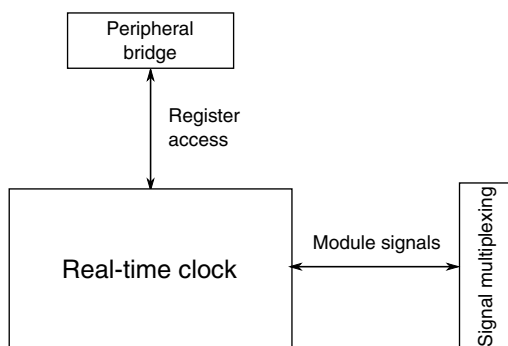 Peripheral
bridge
Register
access
Module signals
Real-time clock
Signal multiplexing